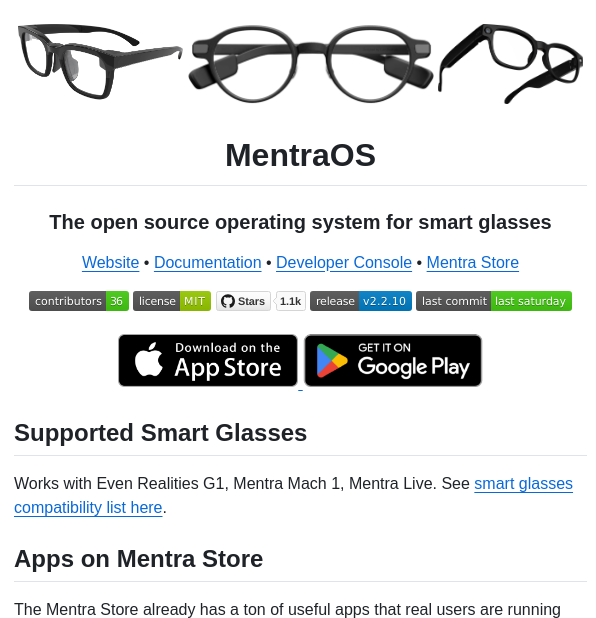 MentraOS
The open source operating system for smart glasses
Website • Documentation • Developer Console • Mentra Store
contributors 36 license MIT Stars 1.1k release v2.2.10 last commit last saturday
Download on the App Store GET IT ON Google Play
Supported Smart Glasses
Works with Even Realities G1, Mentra Mach 1, Mentra Live. See smart glasses
compatibility list here.
Apps on Mentra Store
The Mentra Store already has a ton of useful apps that real users are running